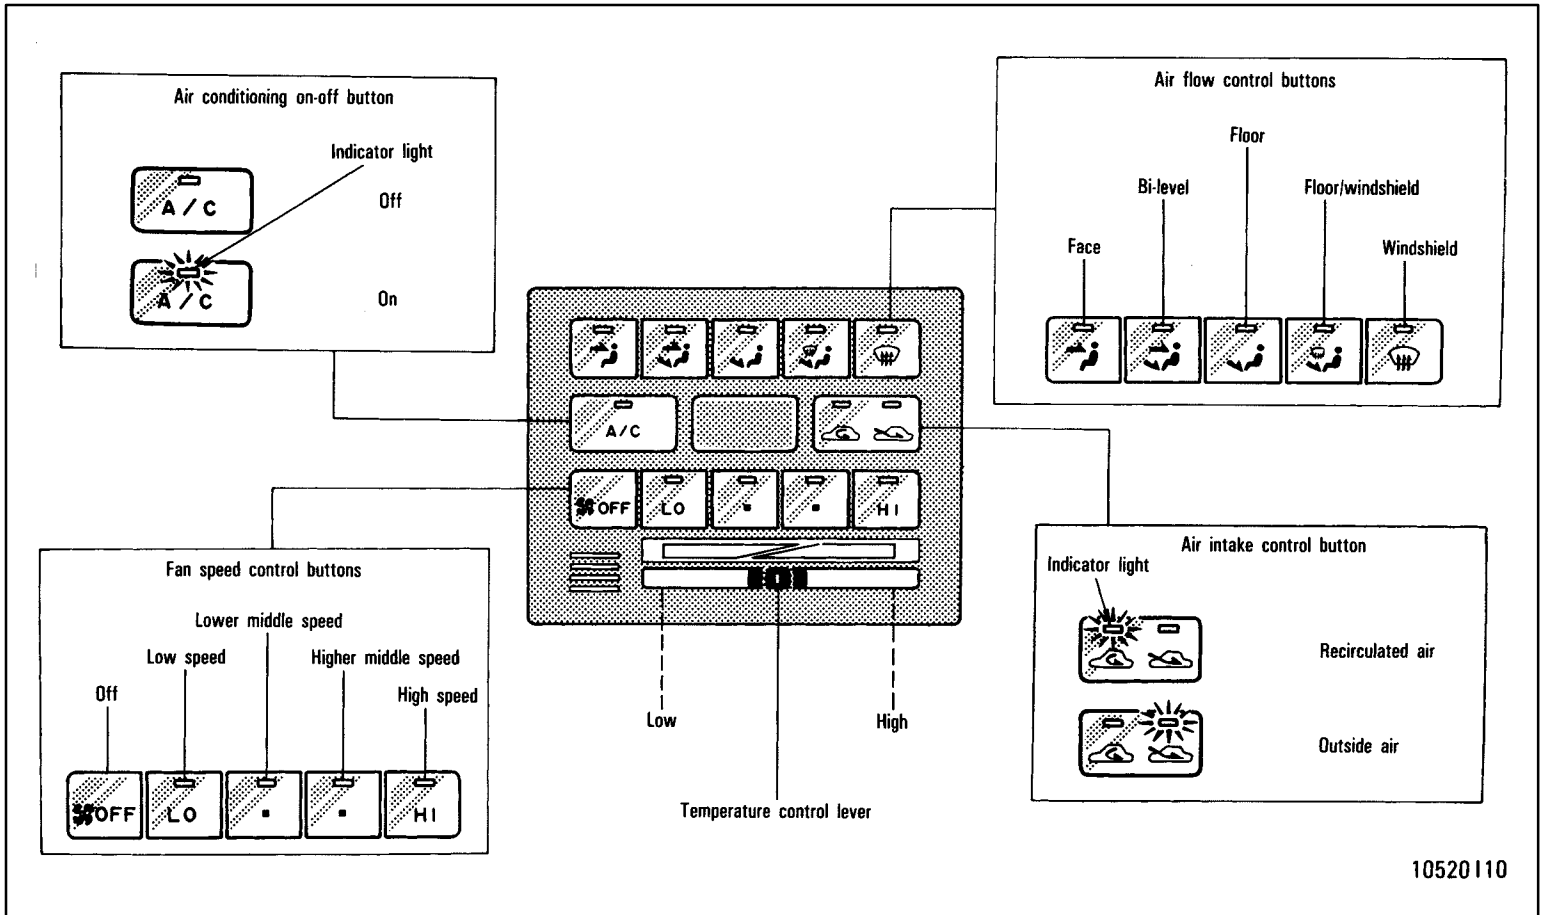 Air conditioning on-off button
Indicator light
A/C
Off
A/C
On
Air flow control buttons
Floor
Bi-level
Floor/windshield
Face
Windshield
A/C
OFF
LO
HI
Fan speed control buttons
Lower middle speed
Low speed
Higher middle speed
Off
High speed
OFF
LO
HI
Low
High
Temperature control lever
Air intake control button
Indicator light
Recirculated air
Outside air
10520I10